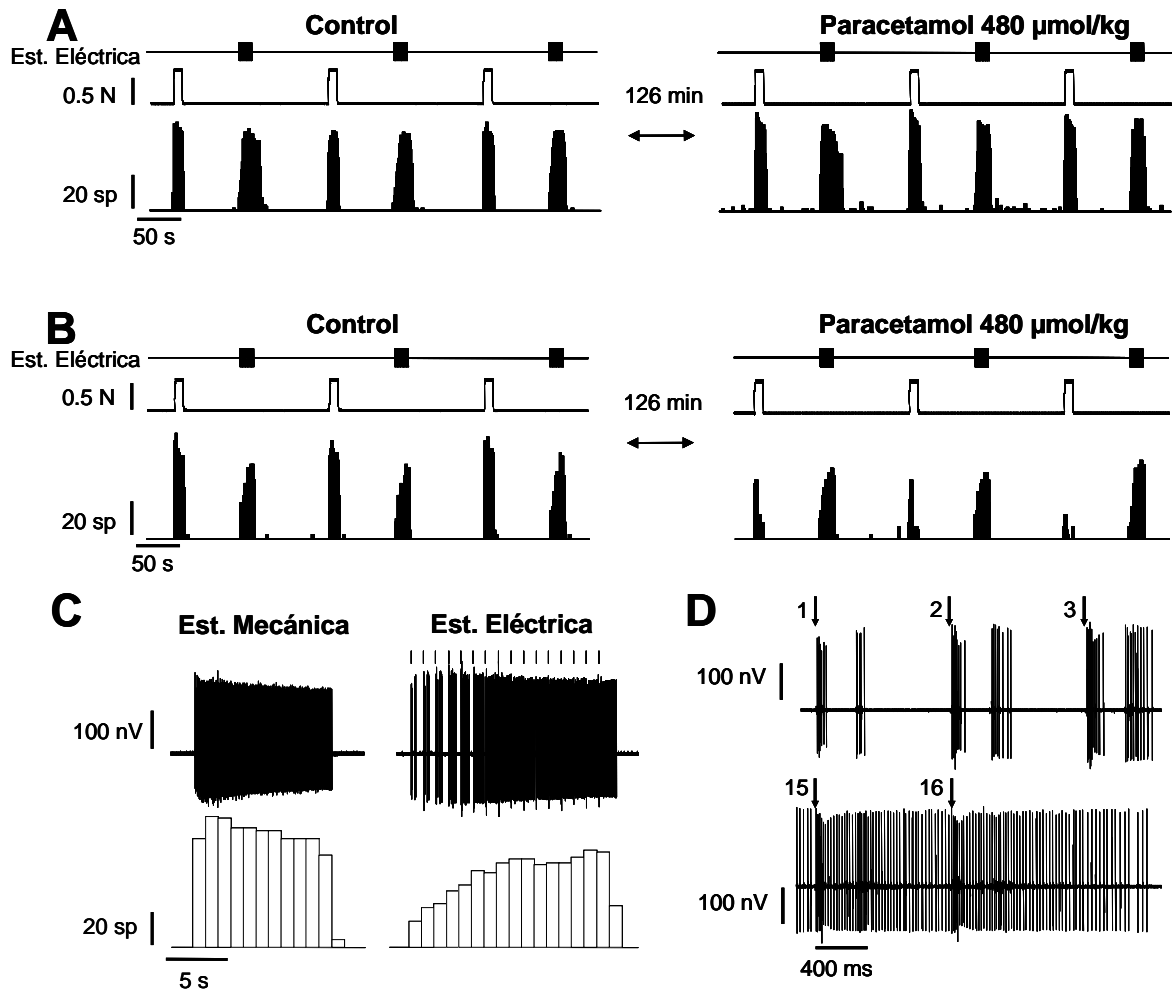 A
Control
Paracetamol 480 µmol/kg
Est. Eléctrica
0.5 N
126 min
20 sp
50 s
B
Control
Paracetamol 480 µmol/kg
Est. Eléctrica
0.5 N
126 min
20 sp
50 s
C
Est. Mecánica
Est. Eléctrica
100 nV
20 sp
5 s
D
1
2
3
100 nV
15
16
100 nV
400 ms